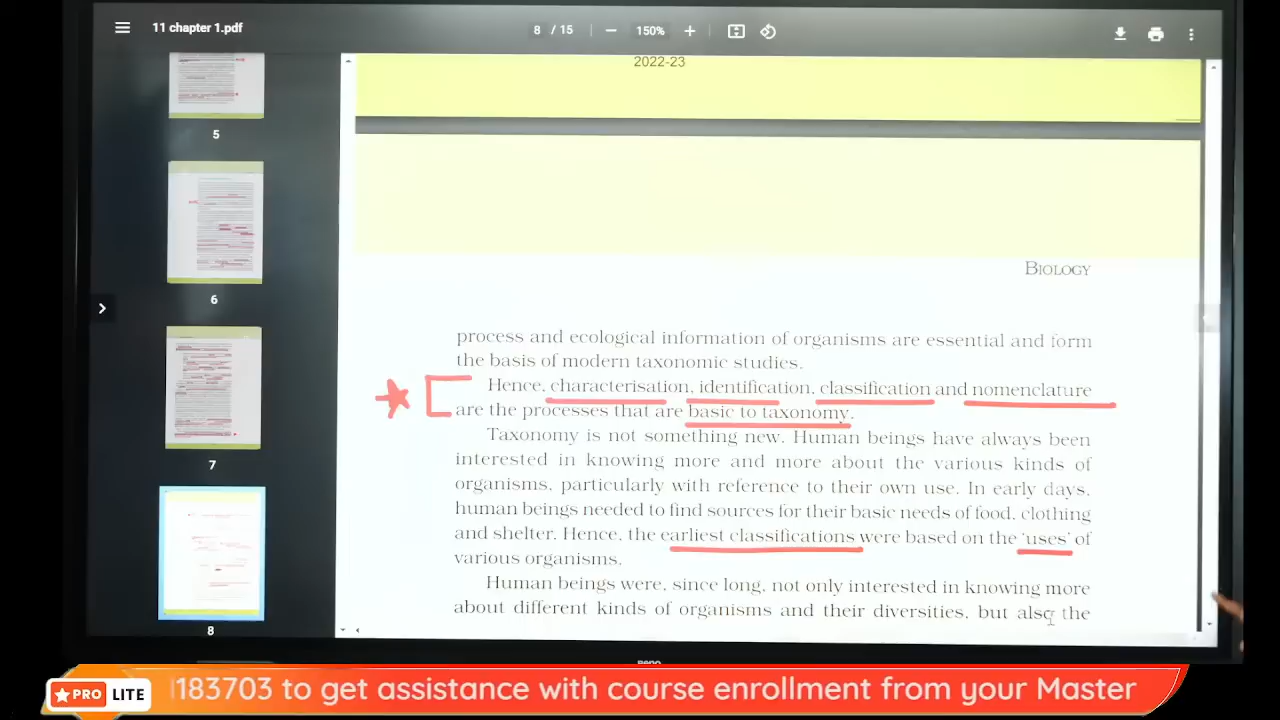 11 chapter 1.pdf
8 / 15
150%
2022-23
5
6
7
8
BIOLOGY
process and ecological information of organisms are essential and form
the basis of modern taxonomic studies.
Hence, characterisation, identification, classification and nomenclature
are the processes that are basic to taxonomy.
Taxonomy is not something new. Human beings have always been
interested in knowing more and more about the various kinds of
organisms, particularly with reference to their own use. In early days,
human beings needed to find sources for their basic needs of food, clothing
and shelter. Hence, the earliest classifications were based on the 'uses' of
various organisms.
Human beings were, since long, not only interested in knowing more
about different kinds of organisms and their diversities, but also the
PRO LITE
183703 to get assistance with course enrollment from your Master